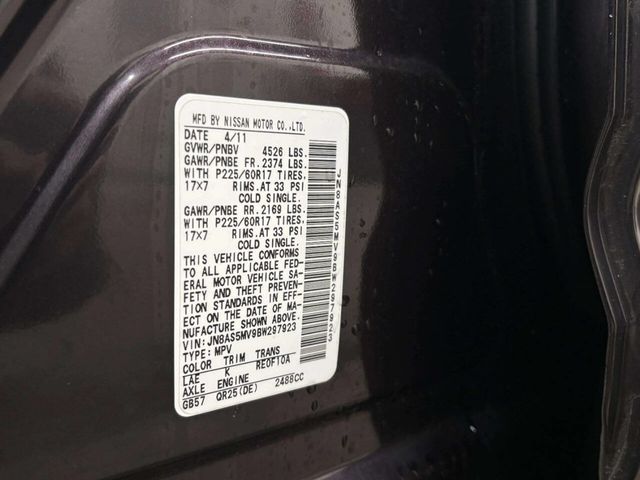 MFD BY NISSAN MOTOR CO.,LTD.
DATE 4/11
GVWR/PNBV 4526 LBS.
GAWR/PNBE FR. 2374 LBS.
WITH P225/60R17 TIRES.
17×7 RIMS.AT 33 PSI
COLD SINGLE.
GAWR/PNBE RR. 2169 LBS.
WITH P225/60R17 TIRES.
17×7 RIMS.AT 33 PSI
COLD SINGLE.
THIS VEHICLE CONFORMS
TO ALL APPLICABLE FED-
ERAL MOTOR VEHICLE SA-
FETY AND THEFT PREVEN-
TION STANDARDS IN EFF-
ECT ON THE DATE OF MA-
NUFACTURE SHOWN ABOVE.
VIN: JN8AS5MV9BW297923
TYPE: MPV
COLOR TRIM TRANS
LAE K RE0F10A
AXLE ENGINE
GB57 QR25(DE) 2488CC
JN8AS5MV9BW297923